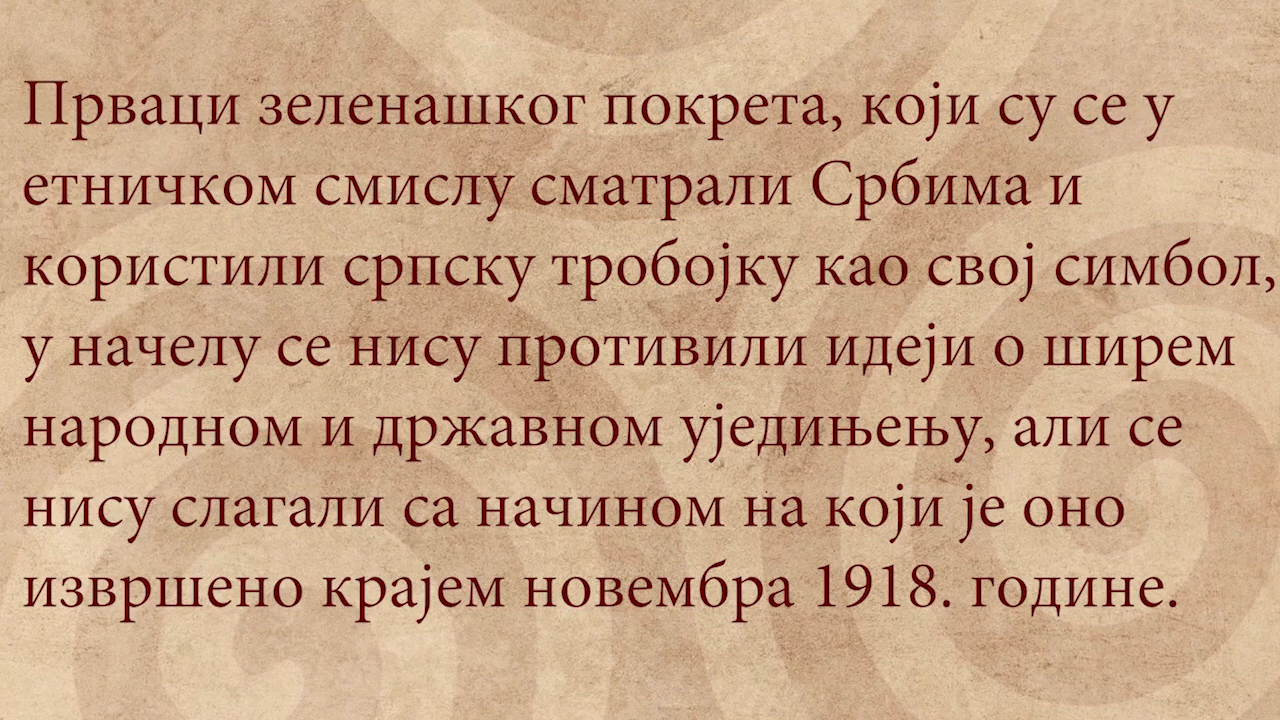 Прваци зеленашког покрета, који су се у
етничком смислу сматрали Србима и
користили српску тробојку као свој симбол,
у начелу се нису противили идеји о ширем
народном и државном уједињењу, али се
нису слагали са начином на који је оно
извршено крајем новембра 1918. године.